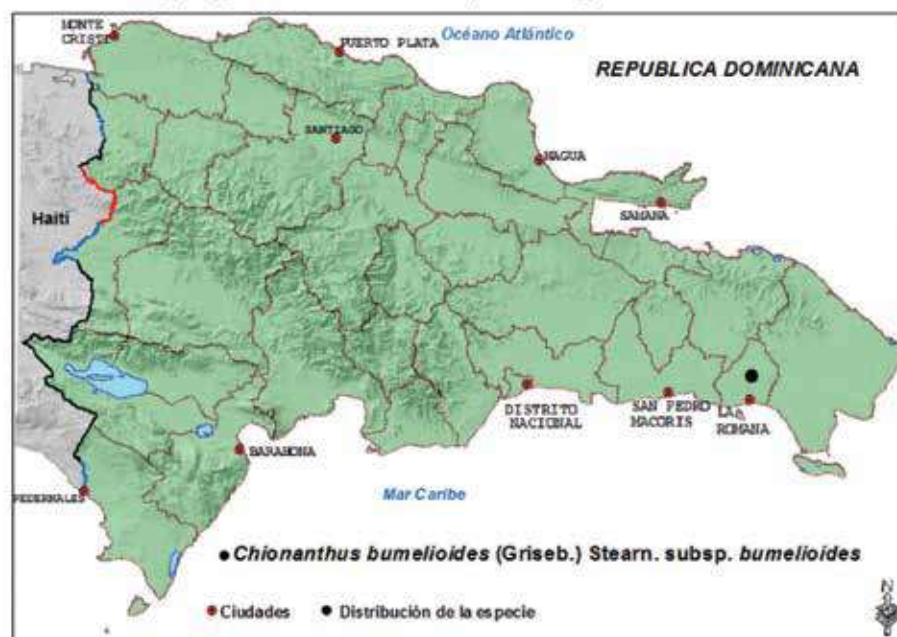 MONTE
CRISTI
PUERTO PLATA
Océano Atlántico
REPUBLICA DOMINICANA
SANTIAGO
NAGUA
Haití
SAMANA
DISTRITO
NACIONAL
SAN PEDRO
MACORIS
LA
ROMANA
BARAHONA
PEDERNALES
Mar Caribe
Chionanthus bumelioides (Griseb.) Stearn. subsp. bumelioides
Ciudades
Distribución de la especie
N